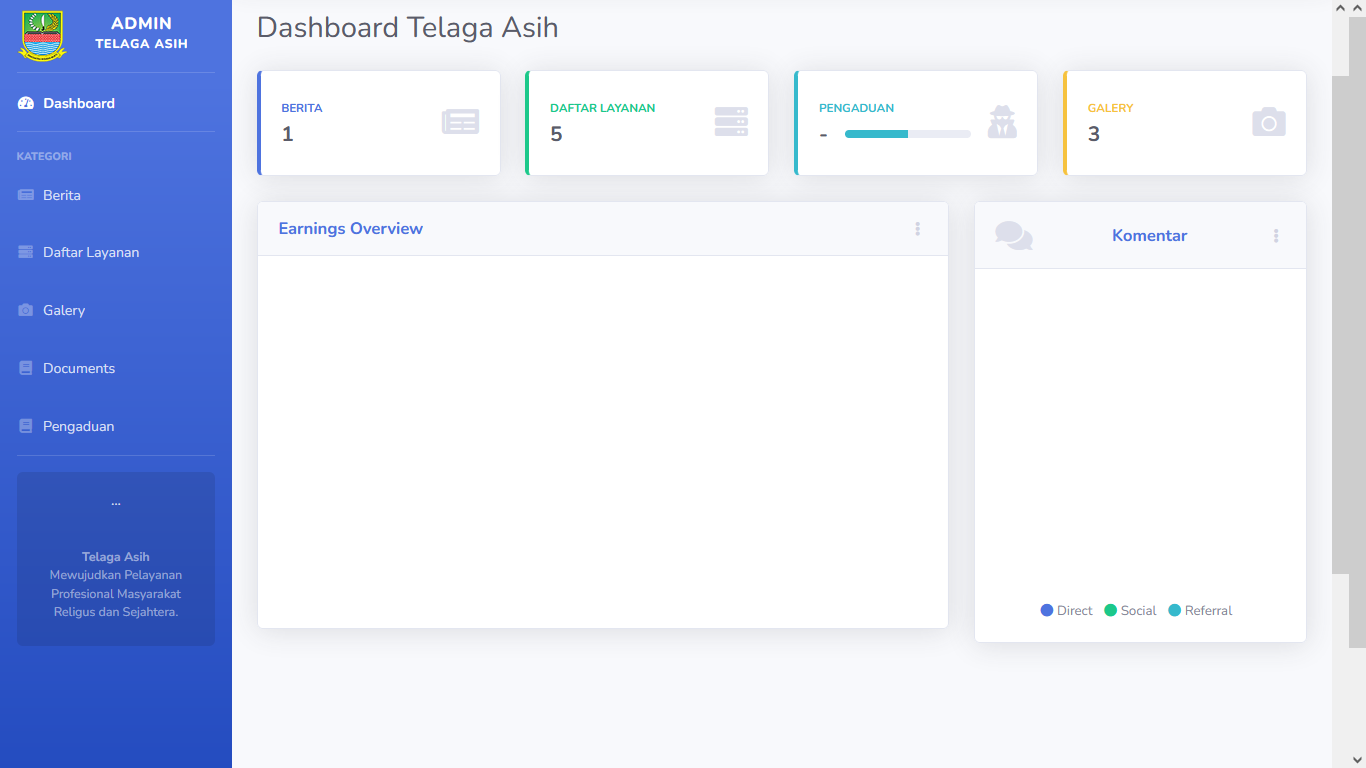 ADMIN
TELAGA ASIH
Dashboard
KATEGORI
Berita
Daftar Layanan
Galery
Documents
Pengaduan
...
Telaga Asih
Mewujudkan Pelayanan
Profesional Masyarakat
Religus dan Sejahtera.
Dashboard Telaga Asih
BERITA
1
DAFTAR LAYANAN
5
PENGADUAN
-
GALERY
3
Earnings Overview
Komentar
Direct Social Referral